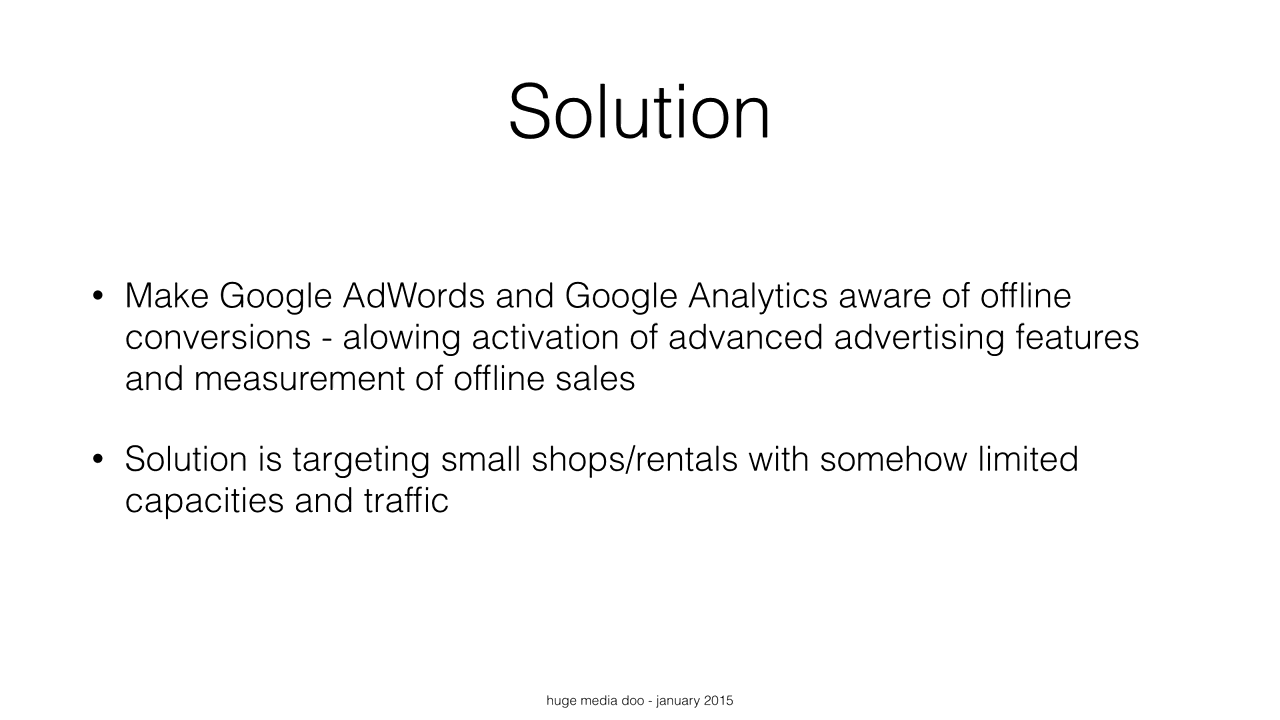 Solution
• Make Google AdWords and Google Analytics aware of offline
conversions - alowing activation of advanced advertising features
and measurement of offline sales
• Solution is targeting small shops/rentals with somehow limited
capacities and traffic
huge media doo - january 2015